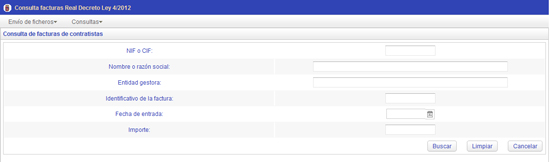 Consulta facturas Real Decreto Ley 4/2012
Envío de ficheros Consultas
Consulta de facturas de contratistas
NIF o CIF:
Nombre o razón social:
Entidad gestora:
Identificativo de la factura:
Fecha de entrada:
Importe:
Buscar Limpiar Cancelar